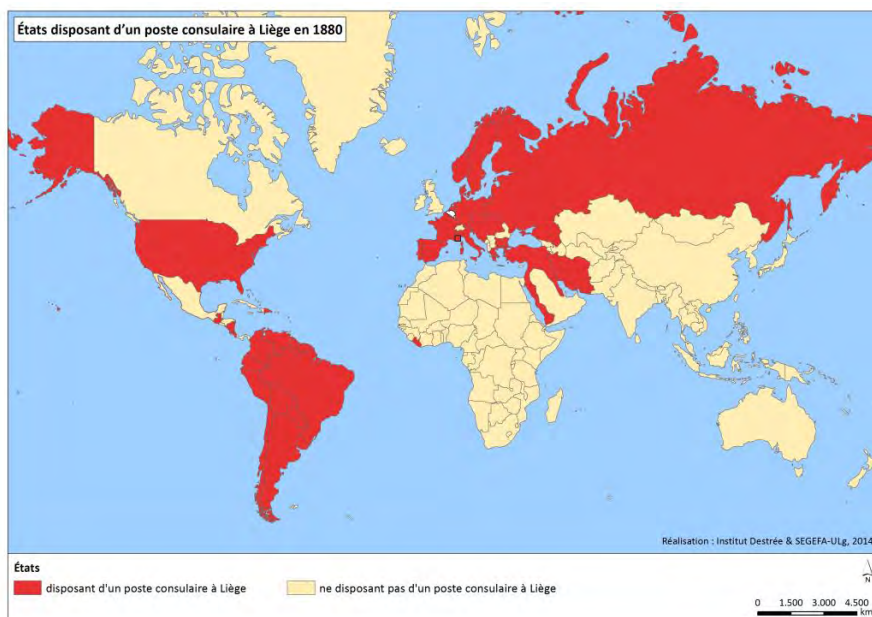 États disposant d'un poste consulaire à Liège en 1880
Réalisation : Institut Destrée & SEGEFA-ULg, 2014
États
disposant d'un poste consulaire à Liège
ne disposant pas d'un poste consulaire à Liège
N
0 1.500 3.000 4.500
km